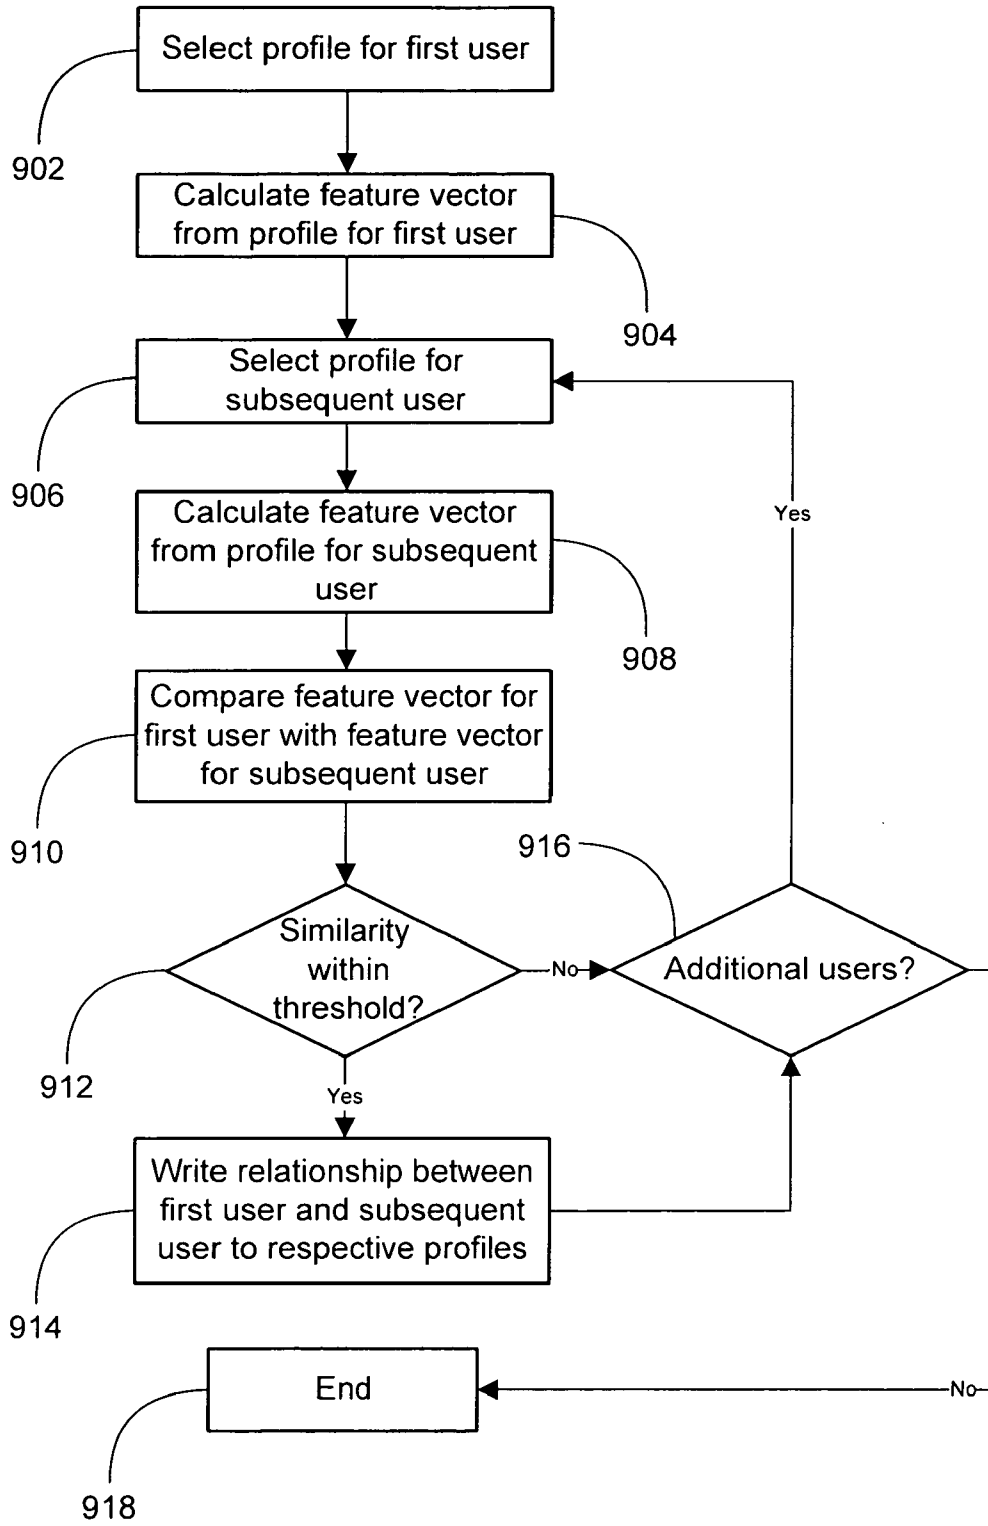 Select profile for first user
902
Calculate feature vector
from profile for first user
904
Select profile for
subsequent user
906
Yes
Calculate feature vector
from profile for subsequent
user
908
Compare feature vector for
first user with feature vector
for subsequent user
910
916
Similarity
within
threshold?
No
Additional users?
912
Yes
Write relationship between
first user and subsequent
user to respective profiles
914
End
No
918